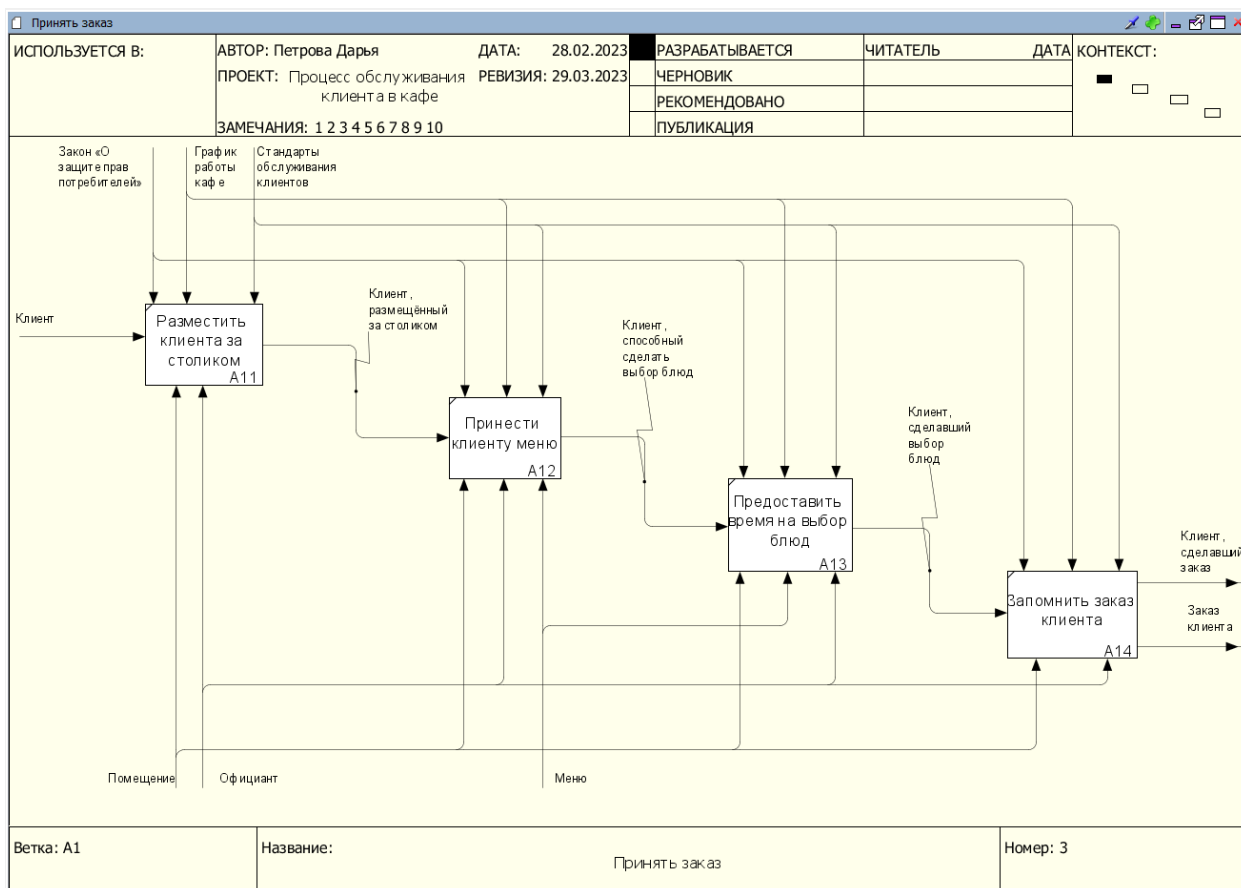 Принять заказ
ИСПОЛЬЗУЕТСЯ В:
АВТОР: Петрова Дарья
ДАТА: 28.02.2023
ПРОЕКТ: Процесс обслуживания
клиента в кафе
РЕВИЗИЯ: 29.03.2023
ЗАМЕЧАНИЯ: 1 2 3 4 5 6 7 8 9 10
РАЗРАБАТЫВАЕТСЯ
ЧЕРНОВИК
РЕКОМЕНДОВАНО
ПУБЛИКАЦИЯ
ЧИТАТЕЛЬ
ДАТА
КОНТЕКСТ:
Закон «О
защите прав
потребителей»
График
работы
кафе
Стандарты
обслуживания
клиентов
Клиент
Разместить
клиента за
столиком
A11
Клиент,
размещённый
за столиком
Принести
клиенту меню
A12
Клиент,
способный
сделать
выбор блюд
Предоставить
время на выбор
блюд
A13
Клиент,
сделавший
выбор
блюд
Запомнить заказ
клиента
A14
Клиент,
сделавший
заказ
Заказ
клиента
Помещение
Официант
Меню
Ветка: A1
Название:
Принять заказ
Номер: 3